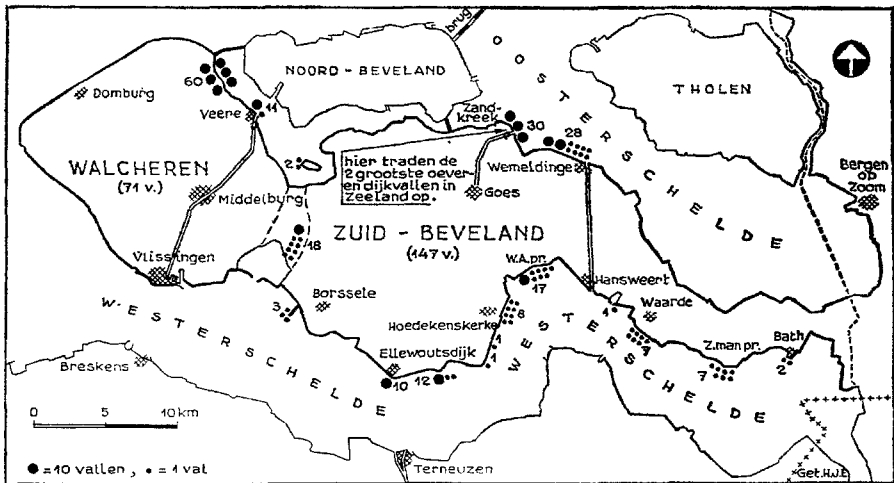 brug
NOORD - BEVELAND
OOSTERSCHELDE
THOLEN
Domburg
60
Veere
11
Zand-
kreek
30
28
WALCHEREN
(71 v.)
2
hier traden de
2 grootste oever-
en dijkvallen in
Zeeland op.
Wemeldinge
Goes
Bergen
op
Zoom
Middelburg
18
ZUID - BEVELAND
(147 v.)
Vlissingen
W.A.pr.
17
Hansweert
WESTERSCHELDE
3
Borssele
Hoedekenskerke
8
1
1
1
Waarde
Z.man pr.
Bath
2
7
WESTERSCHELDE
Breskens
Ellewoutsdijk
10
12
0 5 10 km
Terneuzen
= 10 vallen, = 1 val
Get. H.J.E.